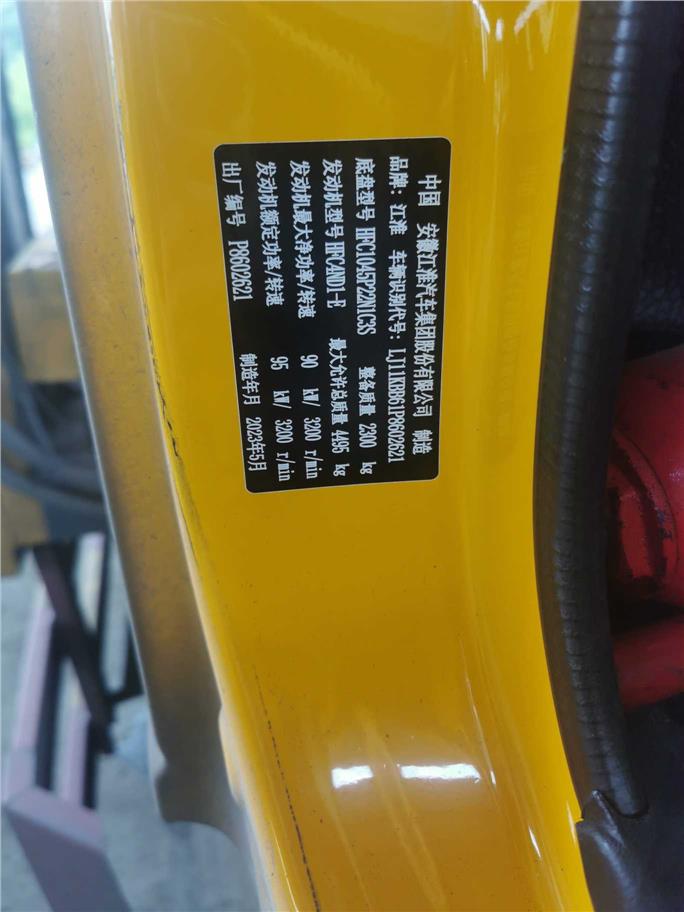 中国 安徽江淮汽车集团股份有限公司 制造
品牌：江淮 车辆识别代号：LJ11KBBG1P8602621
底盘型号 HFC1045P22N1C3S 整备质量 2300 kg
发动机型号 HFC4ND1-E 最大允许总质量 4495 kg
发动机最大净功率/转速 90 kW/ 3200 r/min
发动机额定功率/转速 95 kW/ 3200 r/min
出厂编号 P8602621 制造年月 2023年5月